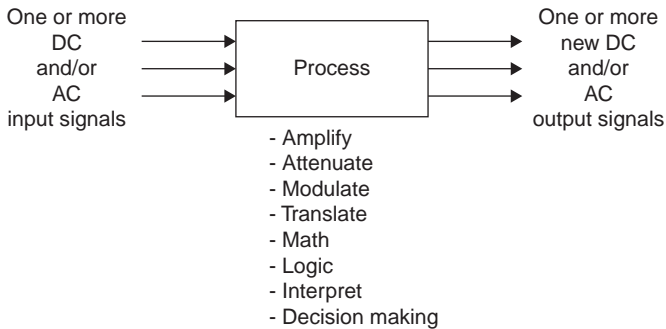 One or more
DC
and/or
AC
input signals
Process
One or more
new DC
and/or
AC
output signals
- Amplify
- Attenuate
- Modulate
- Translate
- Math
- Logic
- Interpret
- Decision making